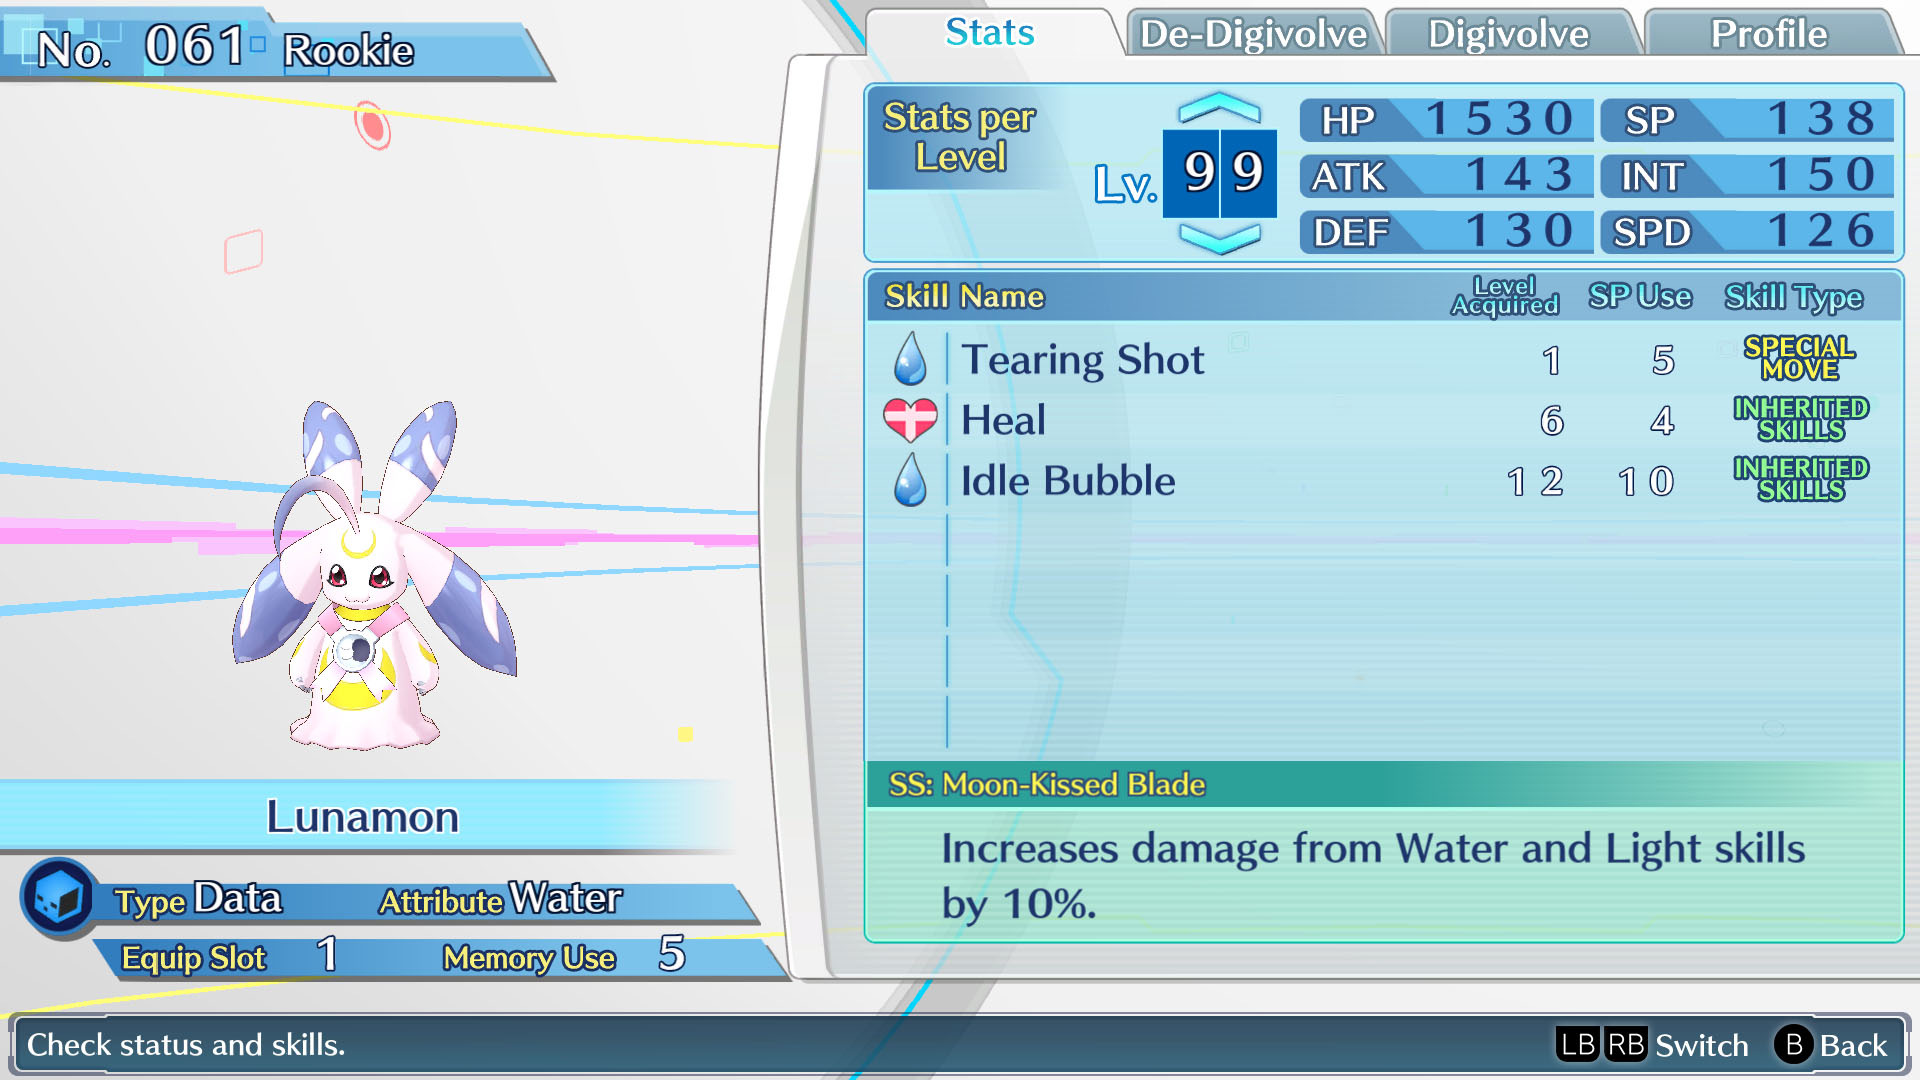 No. 061 Rookie
Stats De-Digivolve Digivolve Profile
Stats per
Level
Lv. 99
HP 1530 SP 138
ATK 143 INT 150
DEF 130 SPD 126
Skill Name Level Acquired SP Use Skill Type
Tearing Shot 1 5 SPECIAL MOVE
Heal 6 4 INHERITED SKILLS
Idle Bubble 12 10 INHERITED SKILLS
SS: Moon-Kissed Blade
Increases damage from Water and Light skills
by 10%.
Lunamon
Type Data Attribute Water
Equip Slot 1 Memory Use 5
Check status and skills.
LB RB Switch B Back